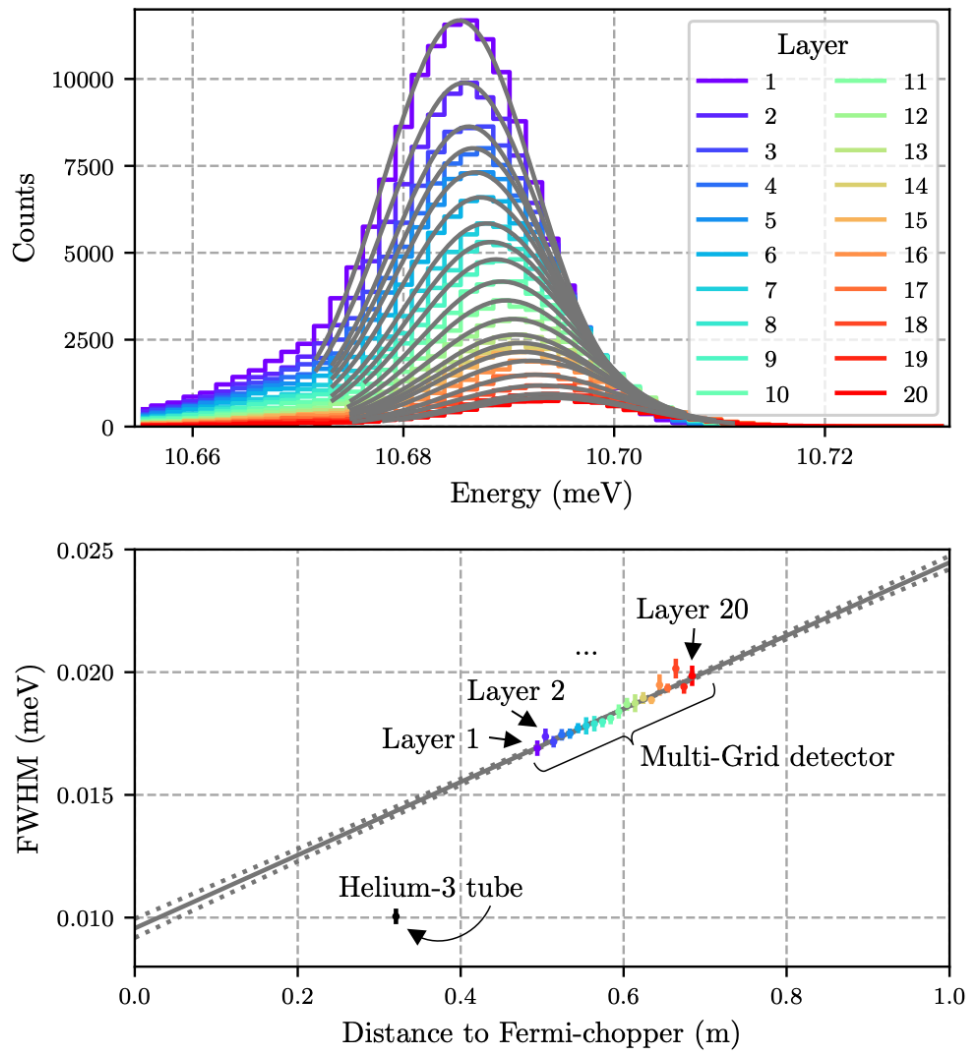 Layer
1
2
3
4
5
6
7
8
9
10
11
12
13
14
15
16
17
18
19
20
10000
7500
5000
2500
0
Counts
10.66 10.68 10.70 10.72
Energy (meV)
0.025
0.020
0.015
0.010
FWHM (meV)
Layer 20
...
Layer 2
Layer 1
Multi-Grid detector
Helium-3 tube
0.0 0.2 0.4 0.6 0.8 1.0
Distance to Fermi-chopper (m)